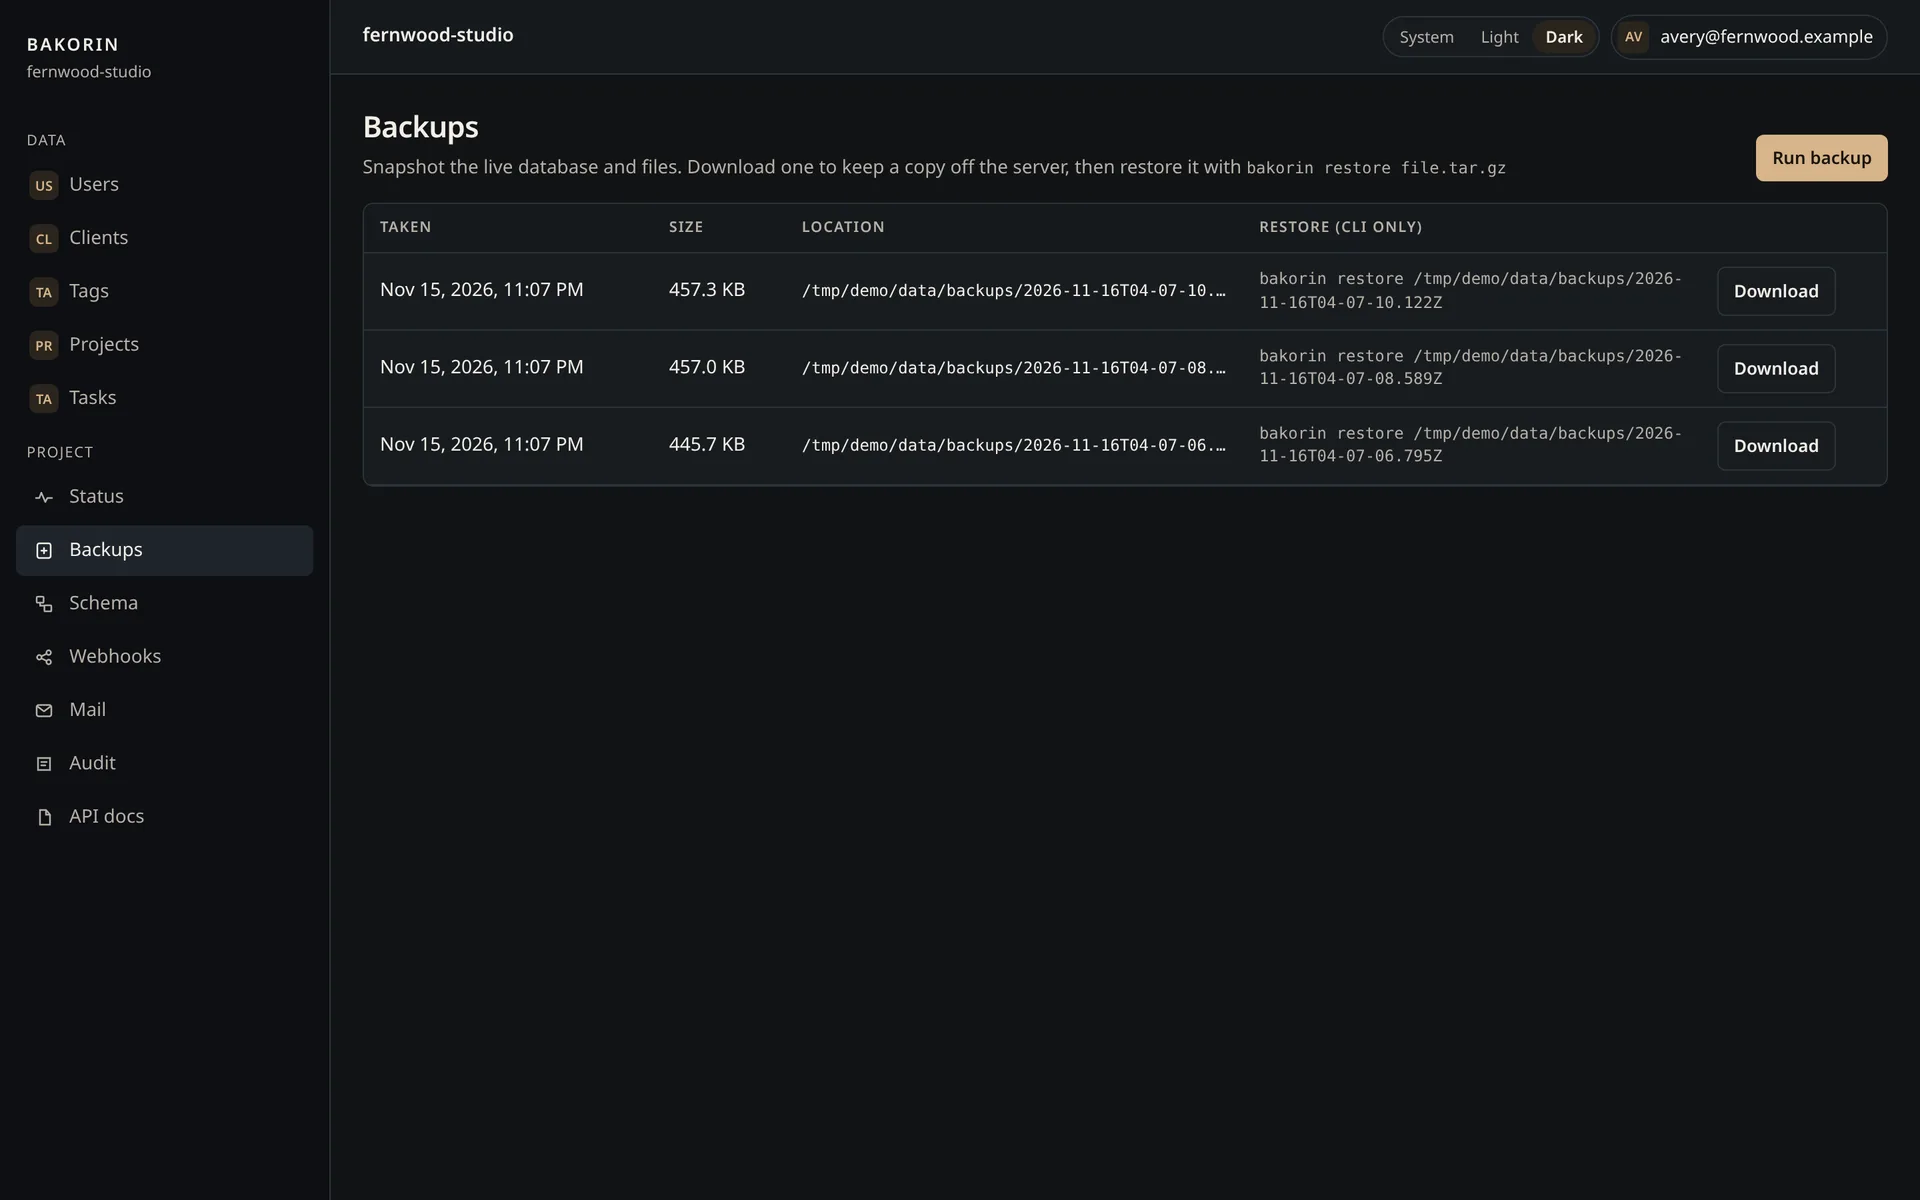 BAKORIN
fernwood-studio
DATA
US Users
CL Clients
TA Tags
PR Projects
TA Tasks
PROJECT
Status
Backups
Schema
Webhooks
Mail
Audit
API docs
fernwood-studio
System Light Dark
AV avery@fernwood.example
Backups
Snapshot the live database and files. Download one to keep a copy off the server, then restore it with bakorin restore file.tar.gz
Run backup
TAKEN SIZE LOCATION RESTORE (CLI ONLY)
Nov 15, 2026, 11:07 PM 457.3 KB /tmp/demo/data/backups/2026-11-16T04-07-10.… bakorin restore /tmp/demo/data/backups/2026-
11-16T04-07-10.122Z
Download
Nov 15, 2026, 11:07 PM 457.0 KB /tmp/demo/data/backups/2026-11-16T04-07-08.… bakorin restore /tmp/demo/data/backups/2026-
11-16T04-07-08.589Z
Download
Nov 15, 2026, 11:07 PM 445.7 KB /tmp/demo/data/backups/2026-11-16T04-07-06.… bakorin restore /tmp/demo/data/backups/2026-
11-16T04-07-06.795Z
Download